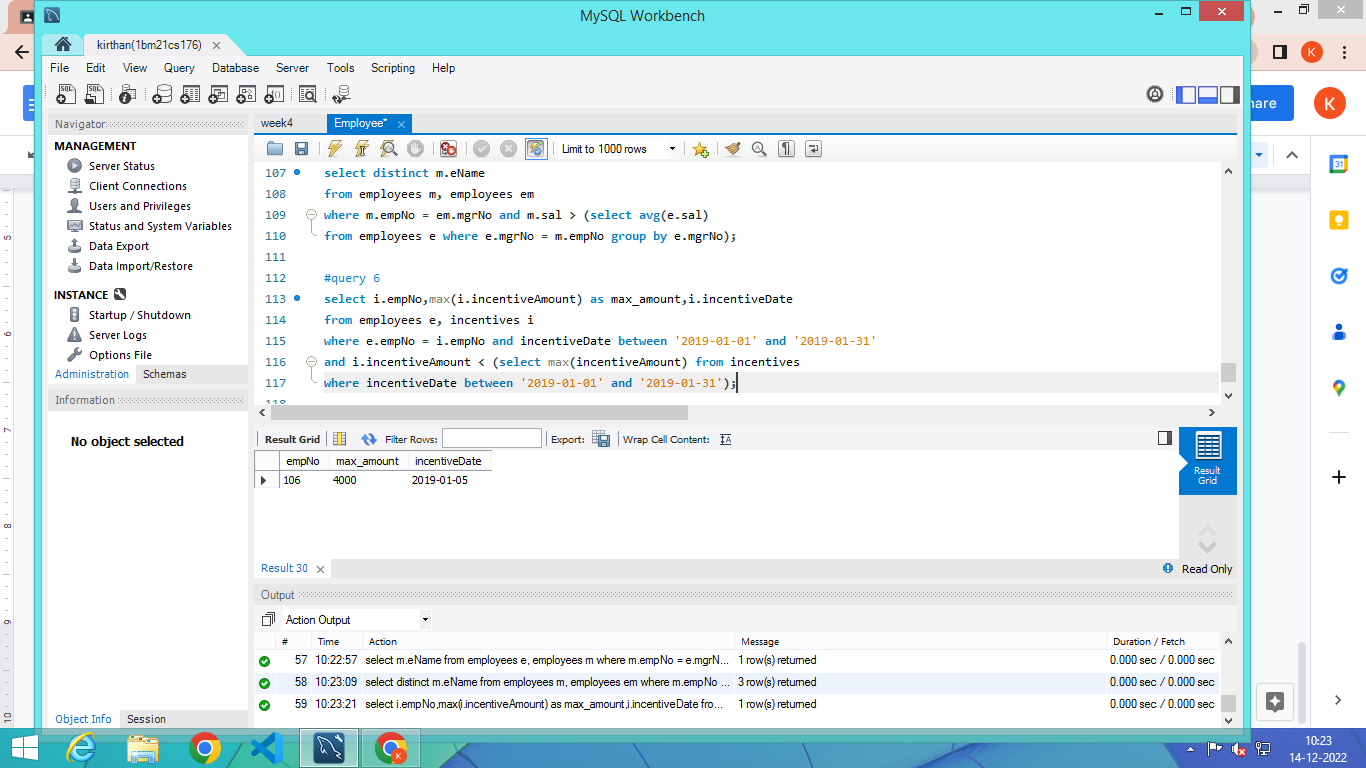 MySQL Workbench
kirthan(1bm21cs176)
File Edit View Query Database Server Tools Scripting Help
Navigator
MANAGEMENT
Server Status
Client Connections
Users and Privileges
Status and System Variables
Data Export
Data Import/Restore
INSTANCE
Startup / Shutdown
Server Logs
Options File
Administration Schemas
Information
No object selected
Object Info Session
week4 Employee*
Limit to 1000 rows
107 select distinct m.eName
108 from employees m, employees em
109 where m.empNo = em.mgrNo and m.sal > (select avg(e.sal)
110 from employees e where e.mgrNo = m.empNo group by e.mgrNo);
111
112 #query 6
113 select i.empNo,max(i.incentiveAmount) as max_amount,i.incentiveDate
114 from employees e, incentives i
115 where e.empNo = i.empNo and incentiveDate between '2019-01-01' and '2019-01-31'
116 and i.incentiveAmount < (select max(incentiveAmount) from incentives
117 where incentiveDate between '2019-01-01' and '2019-01-31');
118
Result Grid Filter Rows: Export: Wrap Cell Content: IA
empNo max_amount incentiveDate
106 4000 2019-01-05
Result
Grid
Result 30 Read Only
Output
Action Output
# Time Action Message Duration / Fetch
57 10:22:57 select m.eName from employees e, employees m where m.empNo = e.mgrN... 1 row(s) returned 0.000 sec / 0.000 sec
58 10:23:09 select distinct m.eName from employees m, employees em where m.empNo ... 3 row(s) returned 0.000 sec / 0.000 sec
59 10:23:21 select i.empNo,max(i.incentiveAmount) as max_amount,i.incentiveDate fro... 1 row(s) returned 0.000 sec / 0.000 sec
K
hare K
31
5
6
7
8
9
10
K
10:23
14-12-2022